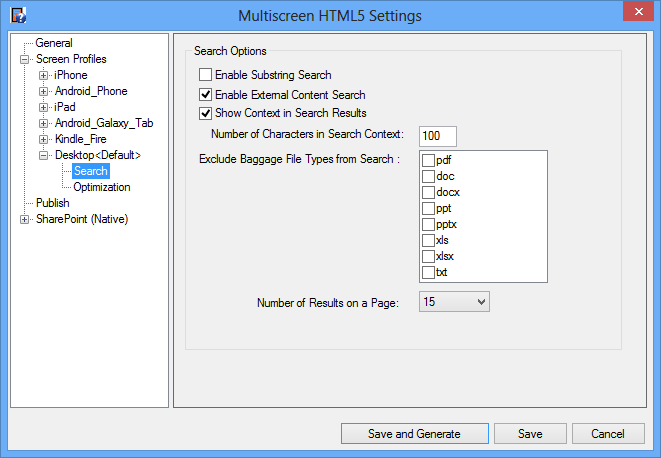 Multiscreen HTML5 Settings
General
Screen Profiles
iPhone
Android_Phone
iPad
Android_Galaxy_Tab
Kindle_Fire
Desktop<Default>
Search
Optimization
Publish
SharePoint (Native)
Search Options
Enable Substring Search
Enable External Content Search
Show Context in Search Results
Number of Characters in Search Context: 100
Exclude Baggage File Types from Search :
pdf
doc
docx
ppt
pptx
xls
xlsx
txt
Number of Results on a Page: 15
Save and Generate Save Cancel